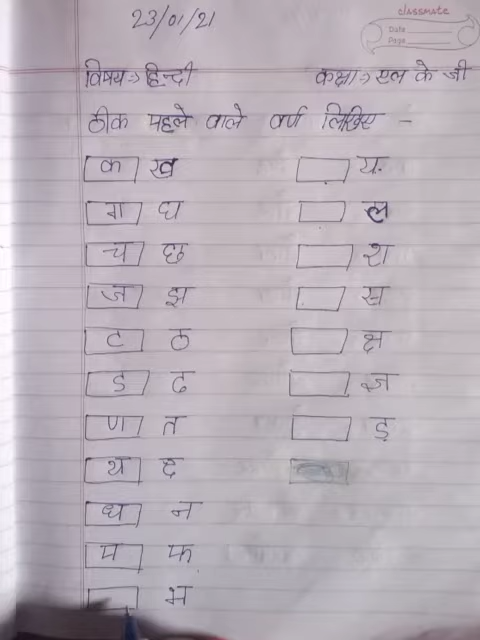 23/01/21
classmate
Date
Page
विषय→ हिन्दी कक्षा→ एल के जी
ठीक पहले वाले वर्ण लिखिए -
क ख य
ग घ ल
च छ श
ज झ स
ट ठ क्ष
ड ढ ज्ञ
ण त ड़
थ द
ध न
प फ
भ